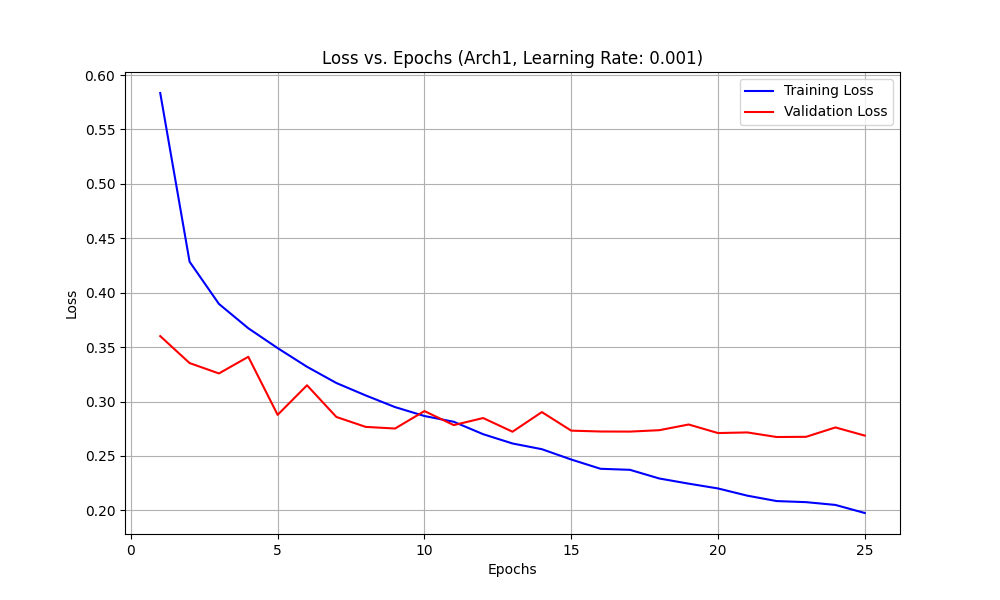 Loss vs. Epochs (Arch1, Learning Rate: 0.001)
Training Loss
Validation Loss
0.60
0.55
0.50
0.45
0.40
0.35
0.30
0.25
0.20
Loss
0 5 10 15 20 25
Epochs